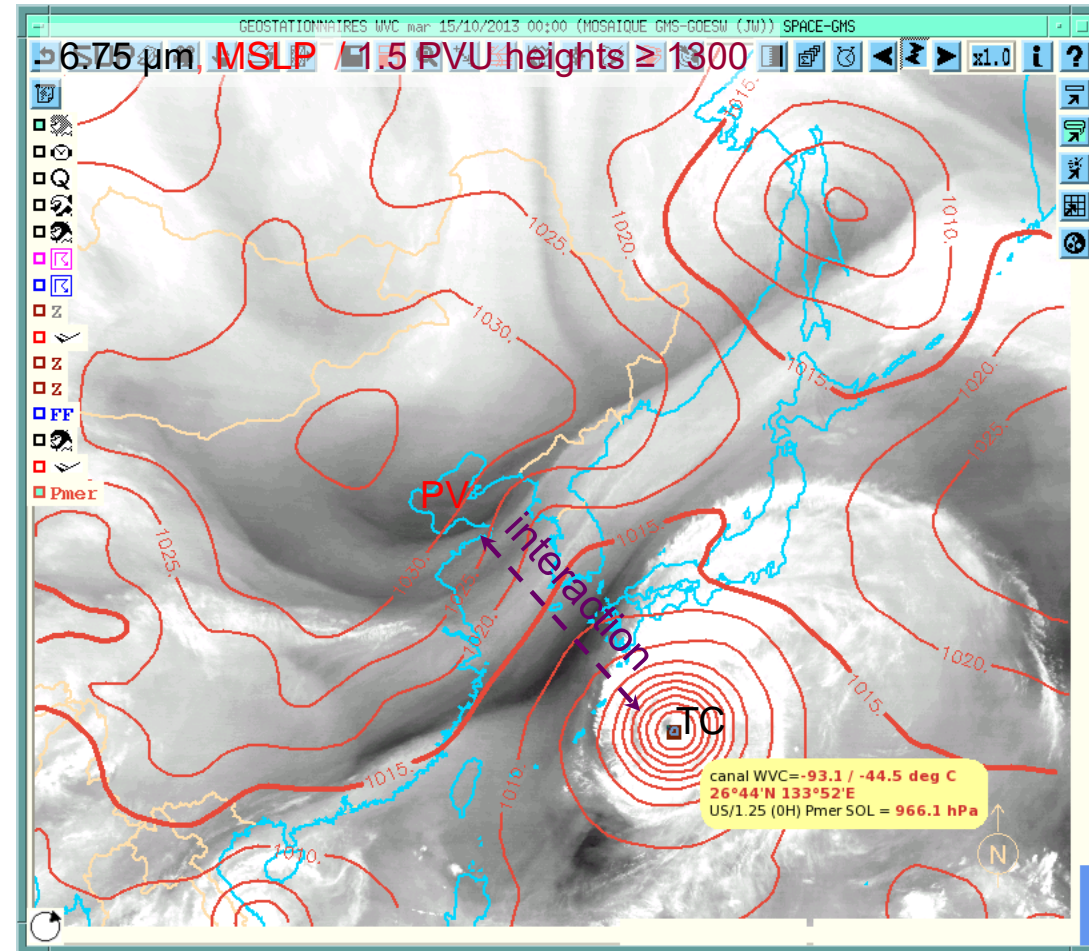 GEOSTATIONNAIRES WVC mar 15/10/2013 00:00 (MOSAIQUE GMS-GOESW (JW)) SPACE-GMS
6.75 µm, MSLP / 1.5 PVU heights ≥ 1300
x1.0
i
?
Q
Z
Z
Z
FF
Pmer
1015.
1010.
1025.
1020.
1030.
1015.
1020.
1025.
PV
interaction
1025.
1030.
1020.
1020.
1015.
TC
1020.
1015.
1015.
1010.
1010.
canal WVC=-93.1 / -44.5 deg C
26°44'N 133°52'E
US/1.25 (0H) Pmer SOL = 966.1 hPa
N